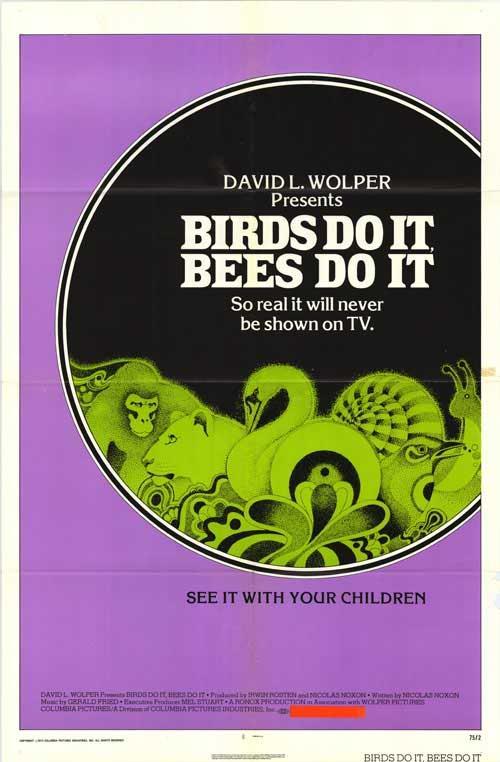 DAVID L. WOLPER
Presents
BIRDS DO IT,
BEES DO IT
So real it will never
be shown on TV.
SEE IT WITH YOUR CHILDREN
DAVID L. WOLPER Presents BIRDS DO IT, BEES DO IT • Produced by IRWIN ROSTEN and NICOLAS NOXON • Written by NICOLAS NOXON
Music by GERALD FRIED • Executive Producer MEL STUART • A RONOX PRODUCTION in Association with WOLPER PICTURES
COLUMBIA PICTURES/A Division of COLUMBIA PICTURES INDUSTRIES, Inc.
75/2
BIRDS DO IT, BEES DO IT